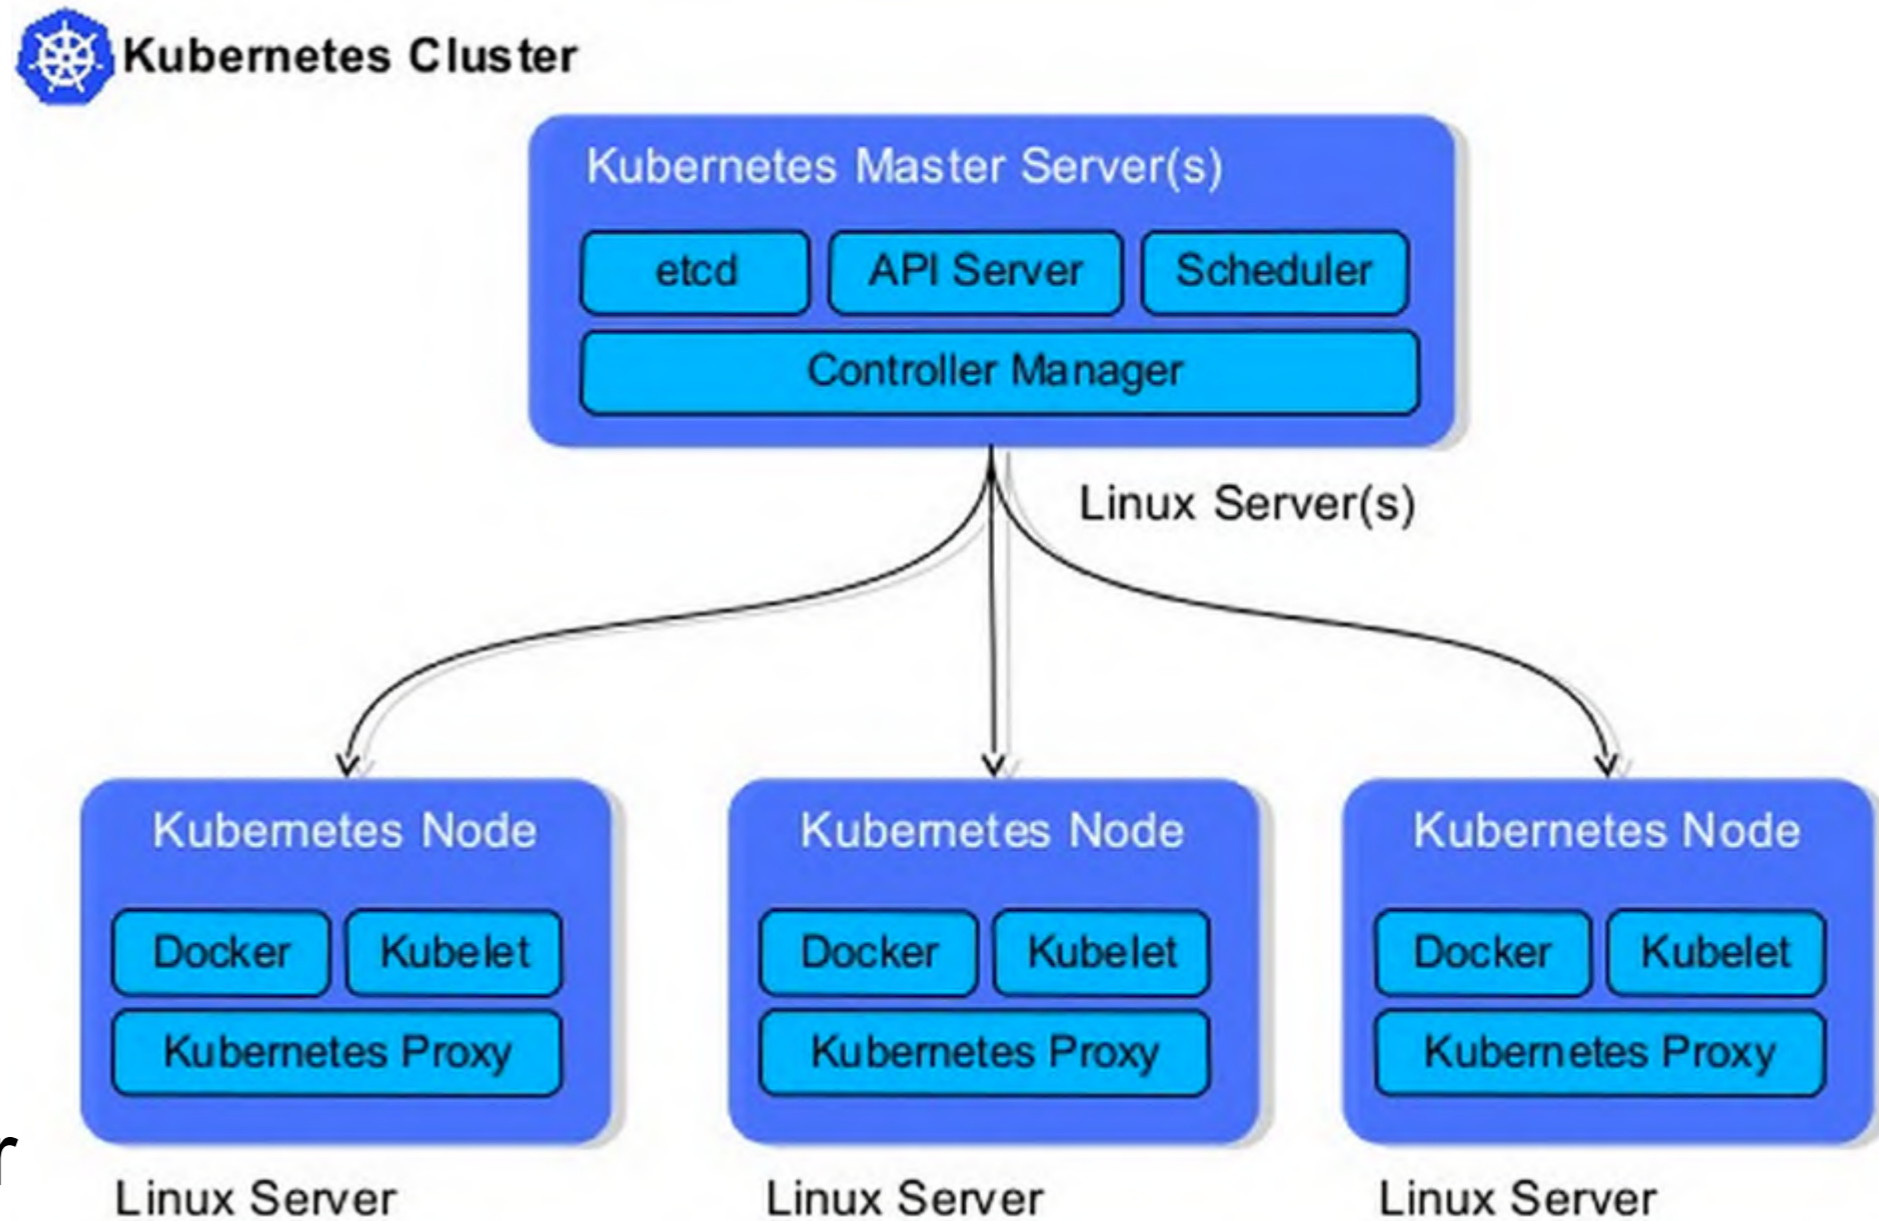 Kubernetes Cluster
Kubernetes Master Server(s)
etcd API Server Scheduler
Controller Manager
Linux Server(s)
Kubernetes Node Kubernetes Node Kubernetes Node
Docker Kubelet Docker Kubelet Docker Kubelet
Kubernetes Proxy Kubernetes Proxy Kubernetes Proxy
r
Linux Server Linux Server Linux Server